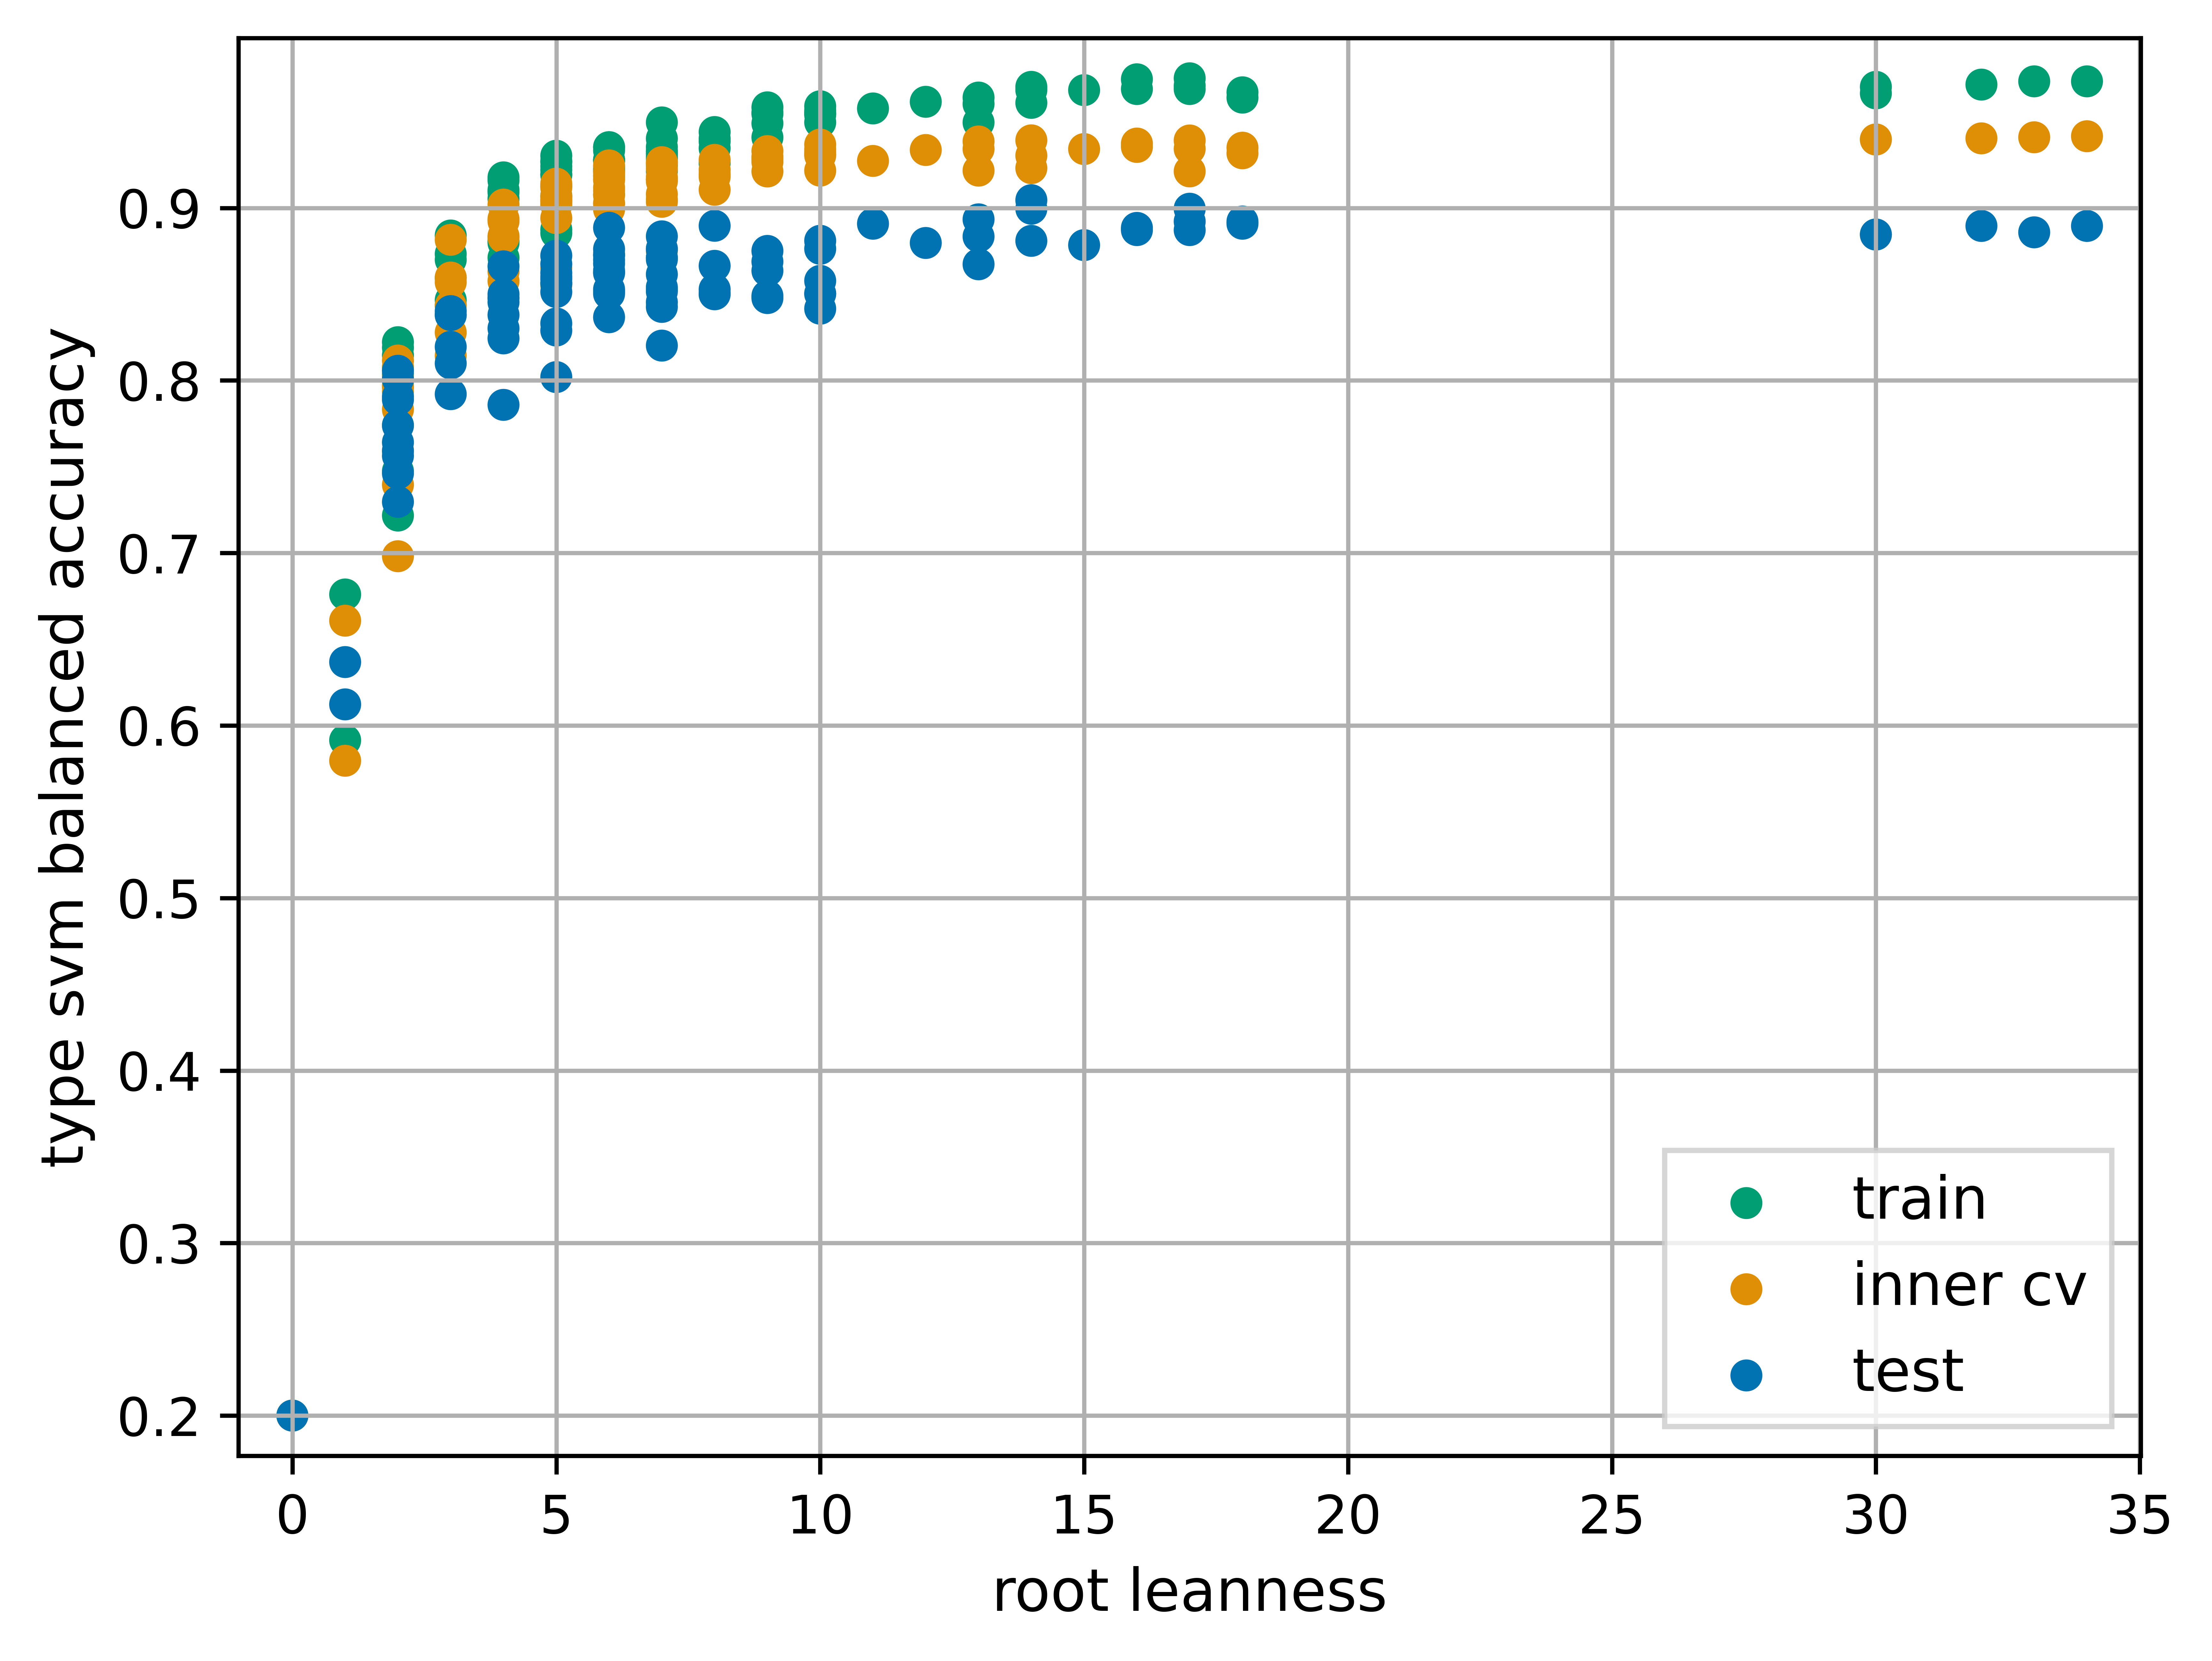 type svm balanced accuracy
0.9
0.8
0.7
0.6
0.5
0.4
0.3
0.2
train
inner cv
test
0 5 10 15 20 25 30 35
root leanness